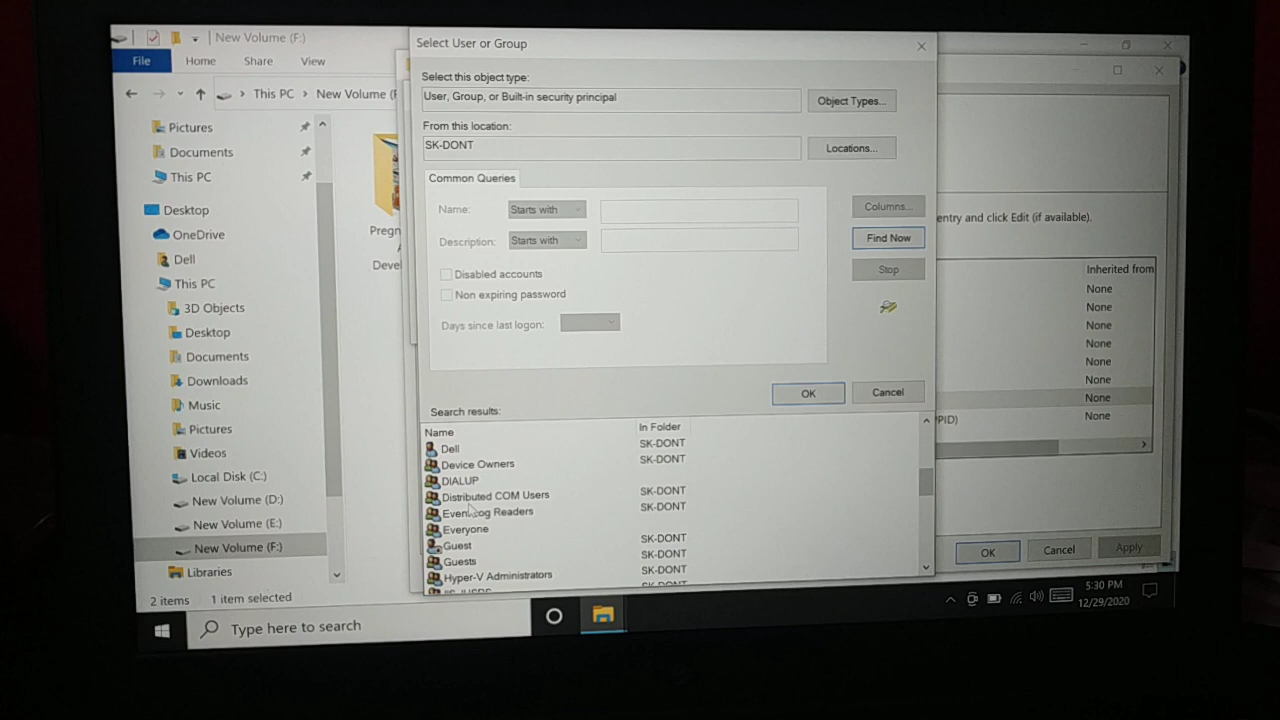 New Volume (F:)
File Home Share View
This PC > New Volume (F
Pictures
Documents
This PC
Desktop
OneDrive
Dell
This PC
3D Objects
Desktop
Documents
Downloads
Music
Pictures
Videos
Local Disk (C:)
New Volume (D:)
New Volume (E:)
New Volume (F:)
Libraries
2 items 1 item selected
Pregn
A
Devel
Select User or Group
Select this object type:
User, Group, or Built-in security principal
Object Types...
From this location:
SK-DONT
Locations...
Common Queries
Name: Starts with
Description: Starts with
Disabled accounts
Non expiring password
Days since last logon:
Columns...
Find Now
Stop
OK Cancel
Search results:
Name In Folder
Dell SK-DONT
Device Owners SK-DONT
DIALUP
Distributed COM Users SK-DONT
Event Log Readers SK-DONT
Everyone
Guest SK-DONT
Guests SK-DONT
Hyper-V Administrators SK-DONT
SK-DONT
entry and click Edit (if available).
Inherited from
None
None
None
None
None
None
None
PPID) None
OK Cancel Apply
Type here to search
5:30 PM
12/29/2020